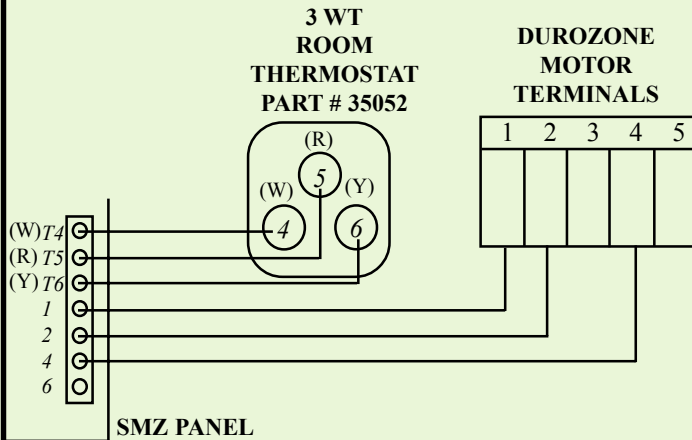 3 WT
ROOM
THERMOSTAT
PART # 35052
DUROZONE
MOTOR
TERMINALS
1 2 3 4 5
(R)
5
(W) (Y)
4 6
(W) T4
(R) T5
(Y) T6
1
2
4
6
SMZ PANEL